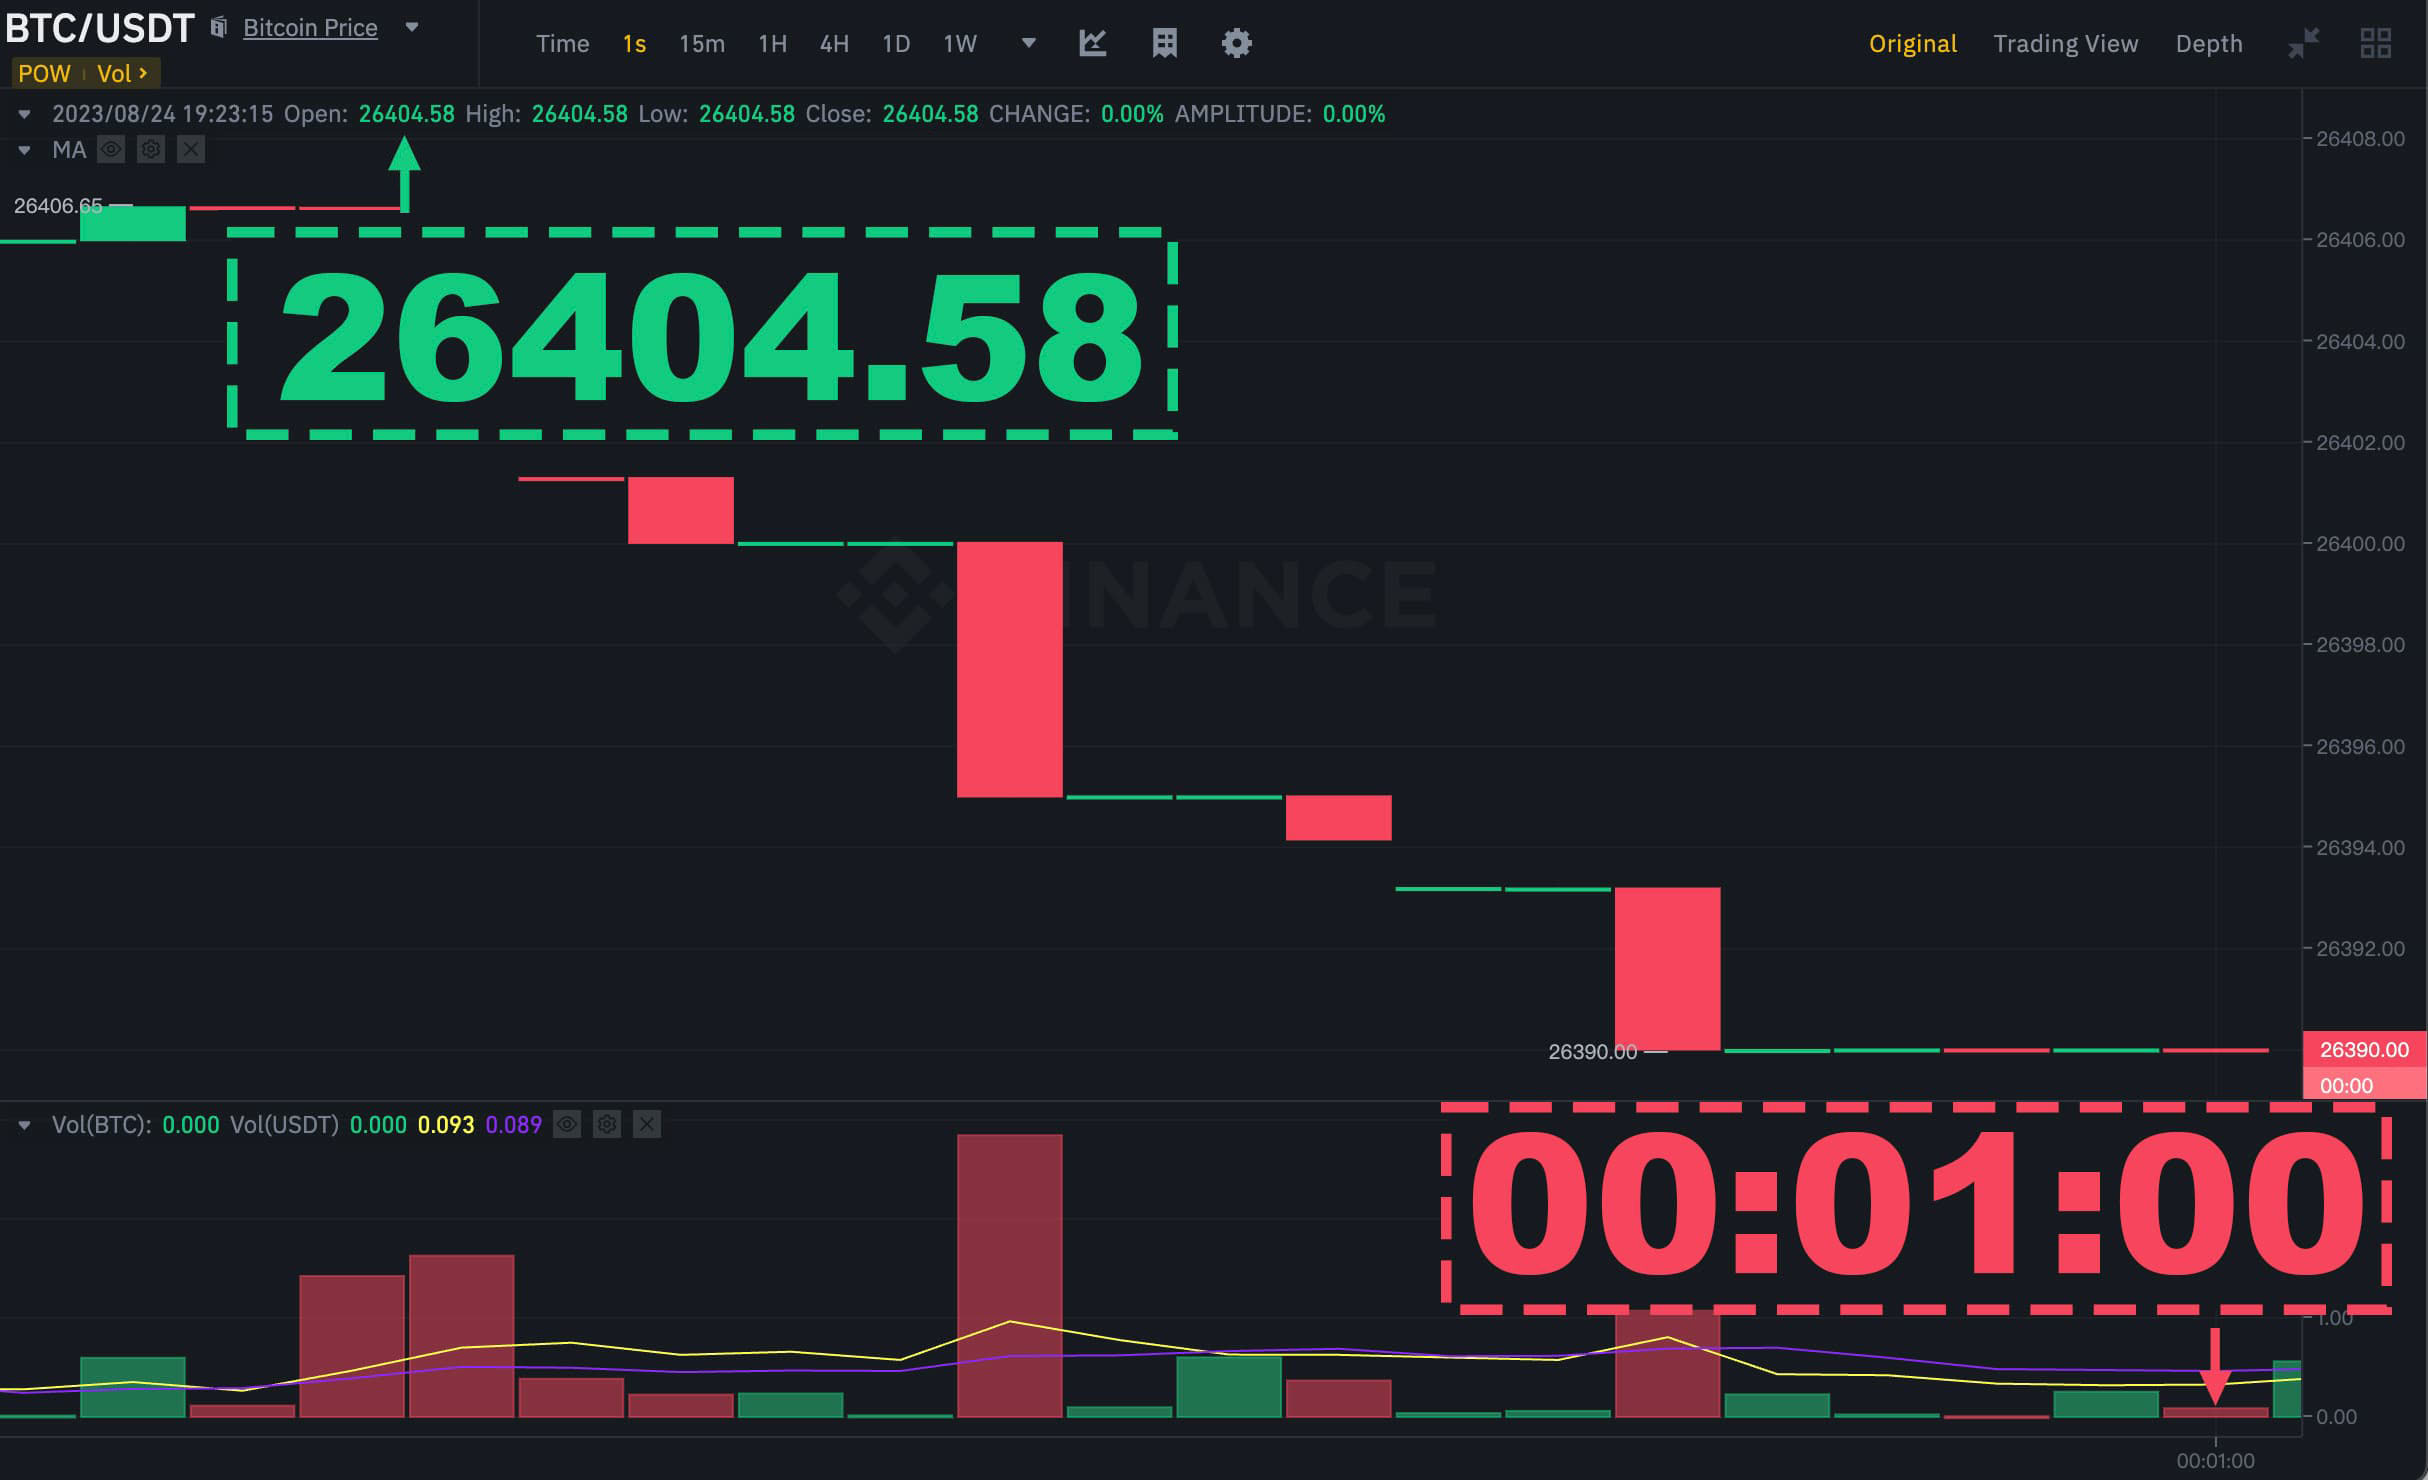 BTC/USDT Bitcoin Price
POW Vol
Time 1s 15m 1H 4H 1D 1W
Original Trading View Depth
2023/08/24 19:23:15 Open: 26404.58 High: 26404.58 Low: 26404.58 Close: 26404.58 CHANGE: 0.00% AMPLITUDE: 0.00%
MA
26408.00
26406.65
26406.00
26404.58
26404.00
26402.00
26400.00
INANCE
26398.00
26396.00
26394.00
26392.00
26390.00
26390.00
00:00
Vol(BTC): 0.000 Vol(USDT) 0.000 0.093 0.089
00:01:00
1.00
0.00
00:01:00